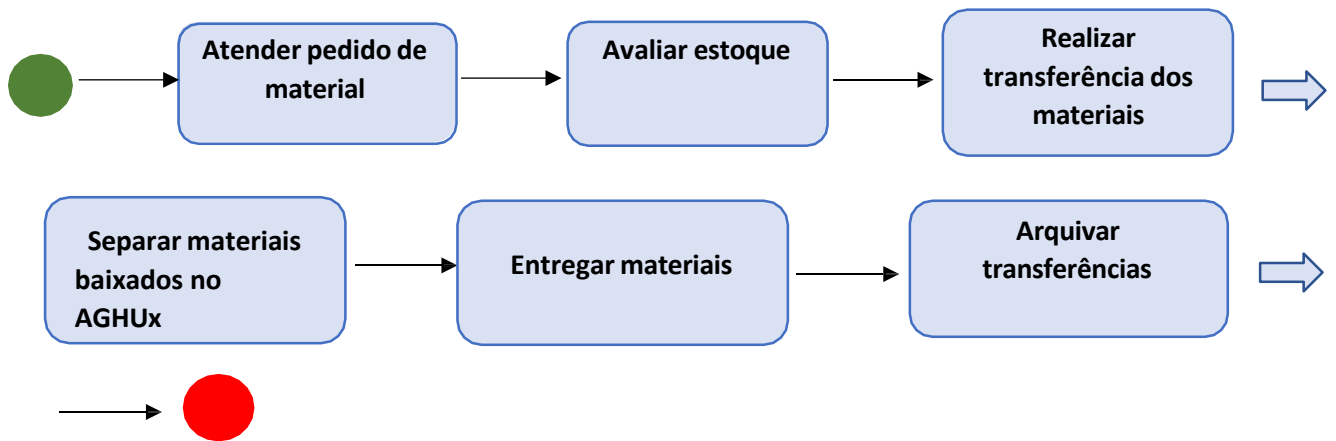 Atender pedido de
material
Avaliar estoque
Realizar
transferência dos
materiais
Separar materiais
baixados no
AGHUx
Entregar materiais
Arquivar
transferências